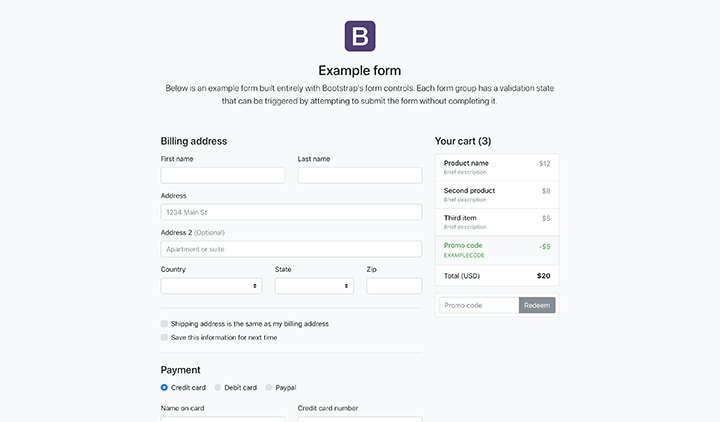 B
Example form
Below is an example form built entirely with Bootstrap's form controls. Each form group has a validation state
that can be triggered by attempting to submit the form without completing it.
Billing address
First name Last name
Address
1234 Main St
Address 2 (Optional)
Apartment or suite
Country State Zip
Shipping address is the same as my billing address
Save this information for next time
Payment
Credit card Debit card Paypal
Name on card Credit card number
Your cart (3)
Product name $12
Brief description
Second product $8
Brief description
Third item $5
Brief description
Promo code -$5
EXAMPLECODE
Total (USD) $20
Promo code Redeem